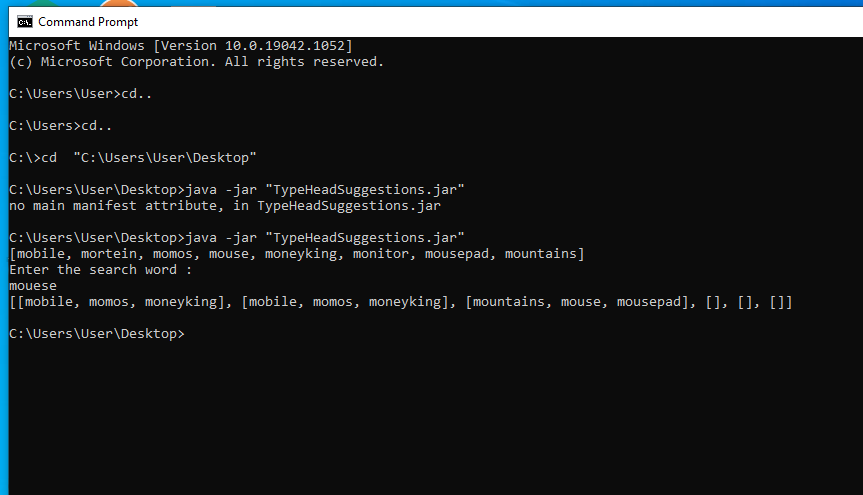 Command Prompt
Microsoft Windows [Version 10.0.19042.1052]
(c) Microsoft Corporation. All rights reserved.
C:\Users\User>cd..
C:\Users>cd..
C:\>cd  "C:\Users\User\Desktop"
C:\Users\User\Desktop>java -jar "TypeHeadSuggestions.jar"
no main manifest attribute, in TypeHeadSuggestions.jar
C:\Users\User\Desktop>java -jar "TypeHeadSuggestions.jar"
[mobile, mortein, momos, mouse, moneyking, monitor, mousepad, mountains]
Enter the search word :
mouese
[[mobile, momos, moneyking], [mobile, momos, moneyking], [mountains, mouse, mousepad], [], [], []]
C:\Users\User\Desktop>